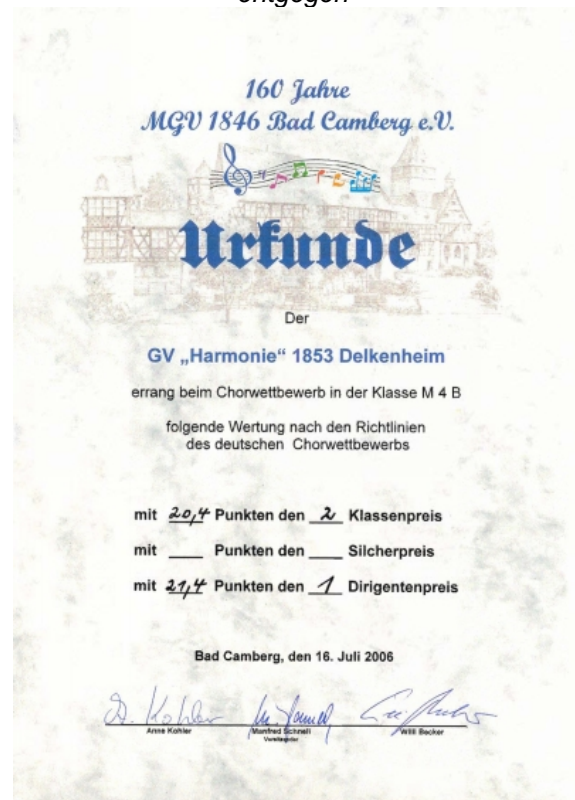 entgegen
160 Jahre
MGV 1846 Bad Camberg e.V.
Urkunde
Der
GV „Harmonie“ 1853 Delkenheim
errang beim Chorwettbewerb in der Klasse M 4 B
folgende Wertung nach den Richtlinien
des deutschen Chorwettbewerbs
mit 20,4 Punkten den 2 Klassenpreis
mit ____ Punkten den ____ Silcherpreis
mit 21,4 Punkten den 1 Dirigentenpreis
Bad Camberg, den 16. Juli 2006
Anne Kohler Manfred Schnell Willi Becker
Vorsitzender